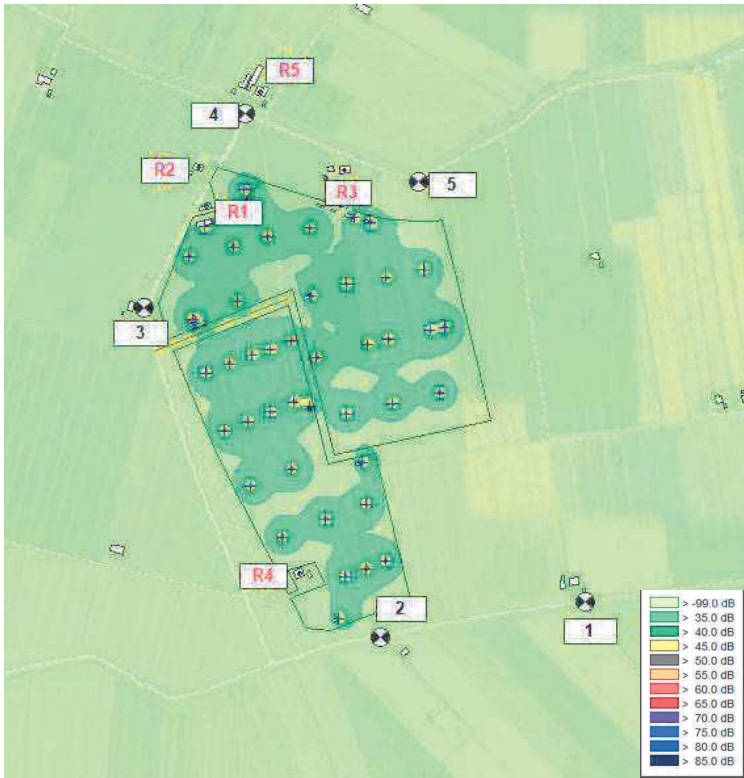 R5
4
R2
5
R3
R1
3
R4
2
1
> -99.0 dB
> 35.0 dB
> 40.0 dB
> 45.0 dB
> 50.0 dB
> 55.0 dB
> 60.0 dB
> 65.0 dB
> 70.0 dB
> 75.0 dB
> 80.0 dB
> 85.0 dB